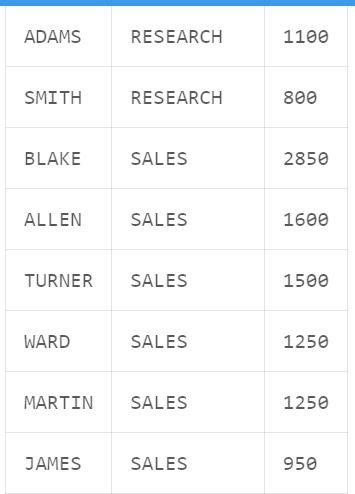 ADAMS RESEARCH 1100
SMITH RESEARCH 800
BLAKE SALES 2850
ALLEN SALES 1600
TURNER SALES 1500
WARD SALES 1250
MARTIN SALES 1250
JAMES SALES 950